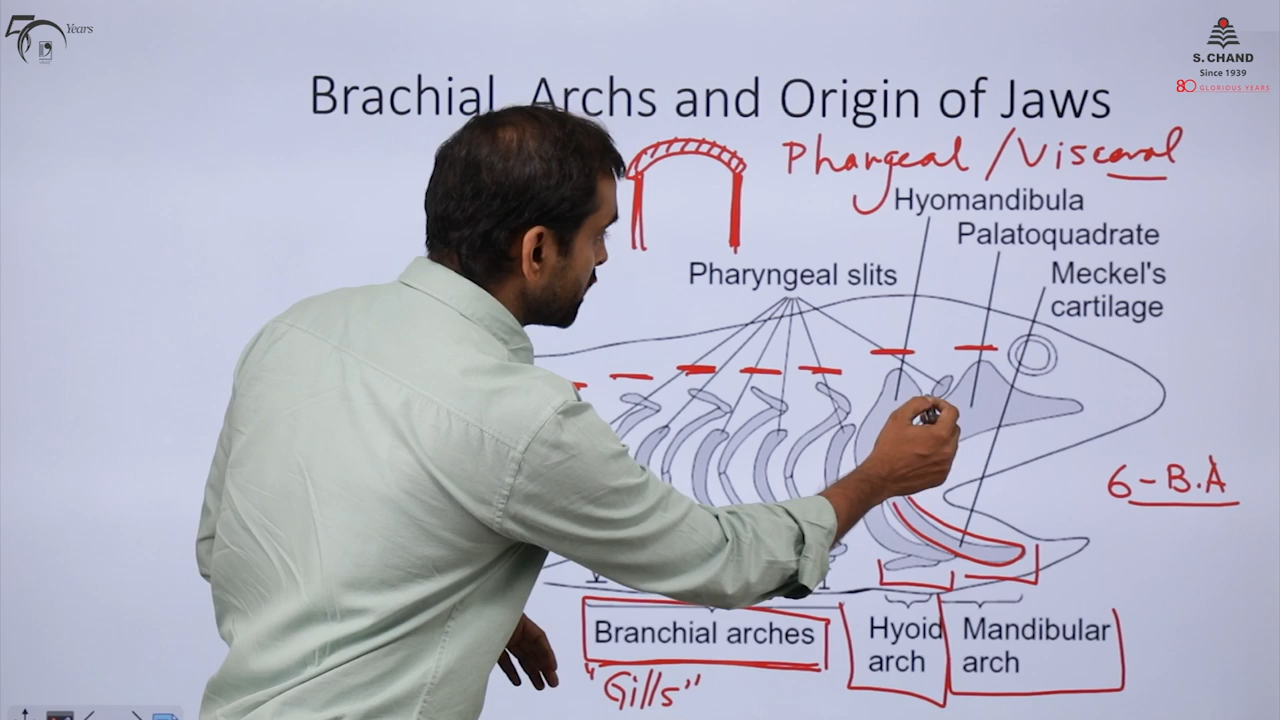 50 Years
S. CHAND
Since 1939
80 GLORIOUS YEARS
Brachial Archs and Origin of Jaws
Phargeal / Visceral
Hyomandibula
Palatoquadrate
Pharyngeal slits
Meckel's
cartilage
6-B.A
Branchial arches
Hyoid
arch
Mandibular
arch
"Gills"